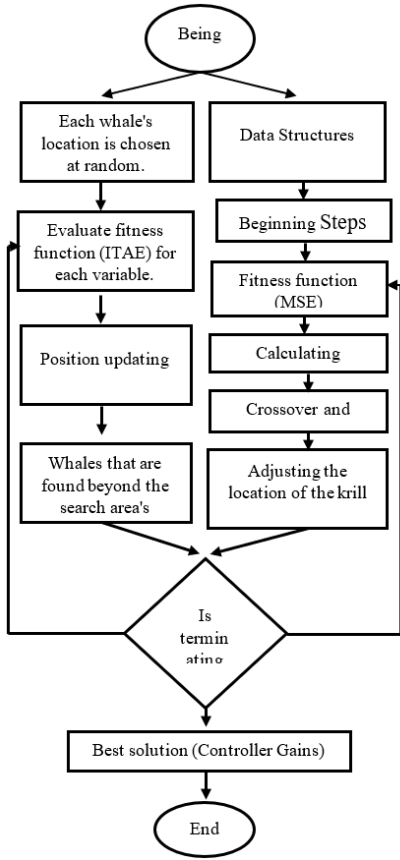 Being
Each whale's
location is chosen
at random.
Data Structures
Evaluate fitness
function (ITAE) for
each variable.
Beginning Steps
Fitness function
(MSE)
Position updating
Calculating
Crossover and
Whales that are
found beyond the
search area's
Adjusting the
location of the krill
Is
termin
ating
Best solution (Controller Gains)
End